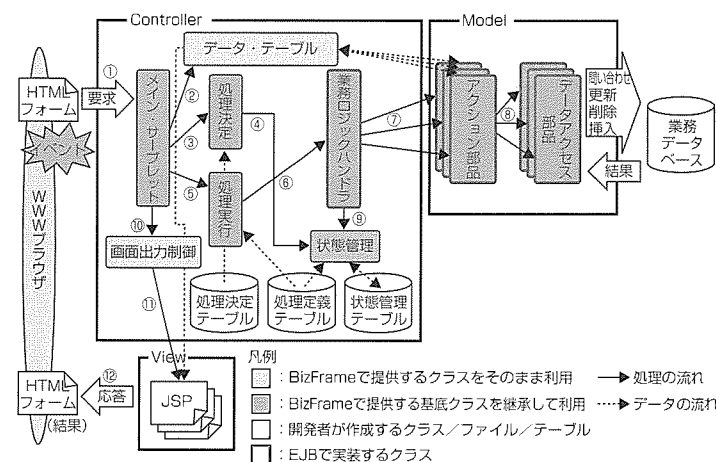 Controller
Model
データ・テーブル
HTML
フォーム
①
要求
メイン・サーブレット
②
処理決定
③
④
業務ロジックハンドラ
⑦
アクション部品
⑧
データアクセス
部品
問い合わせ
更新
削除
挿入
結果
業務
データ
ベース
イベント
WWWブラウザ
⑤
処理実行
⑥
⑨
⑩
画面出力制御
状態管理
処理決定
テーブル
処理定義
テーブル
状態管理
テーブル
⑪
View
JSP
⑫
応答
HTML
フォーム
(結果)
凡例
:BizFrameで提供するクラスをそのまま利用
処理の流れ
:BizFrameで提供する基底クラスを継承して利用
データの流れ
:開発者が作成するクラス/ファイル/テーブル
:EJBで実装するクラス